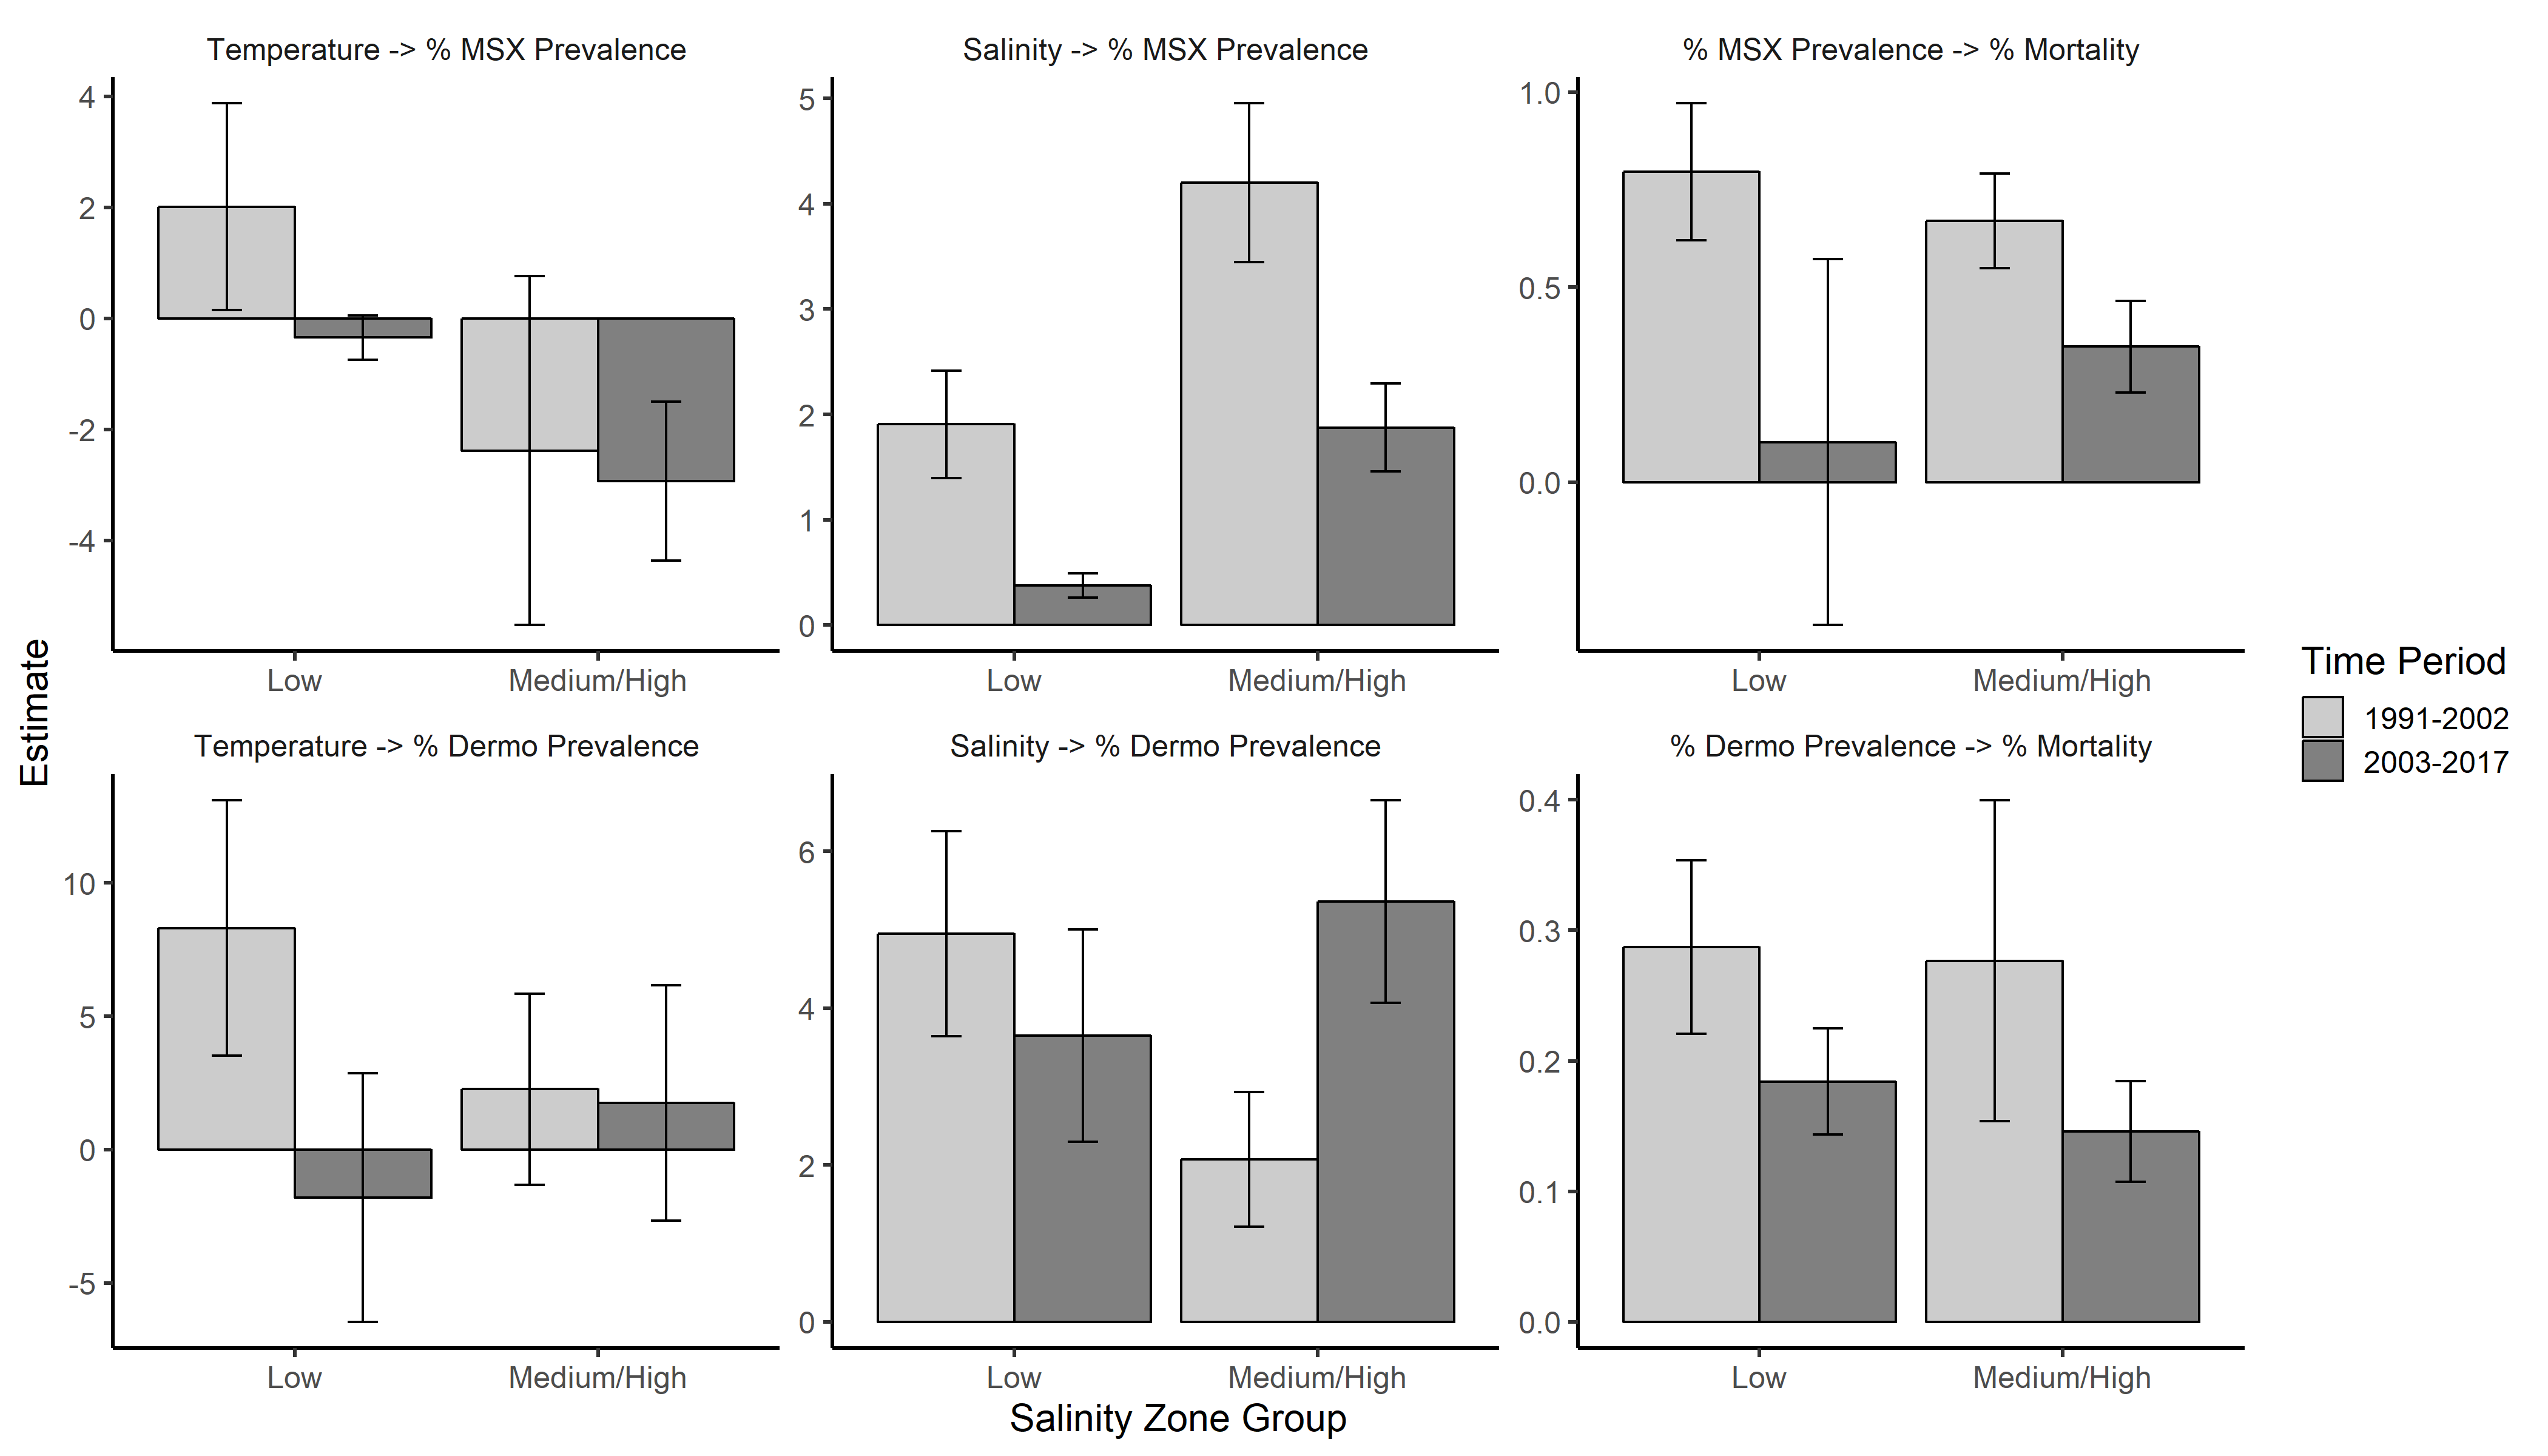 Temperature -> % MSX Prevalence
Salinity -> % MSX Prevalence
% MSX Prevalence -> % Mortality
4
2
0
-2
-4
5
4
3
2
1
0
1.0
0.5
0.0
Low
Medium/High
Low
Medium/High
Low
Medium/High
Estimate
Temperature -> % Dermo Prevalence
Salinity -> % Dermo Prevalence
% Dermo Prevalence -> % Mortality
10
5
0
-5
6
4
2
0
0.4
0.3
0.2
0.1
0.0
Low
Medium/High
Low
Medium/High
Low
Medium/High
Salinity Zone Group
Time Period
1991-2002
2003-2017